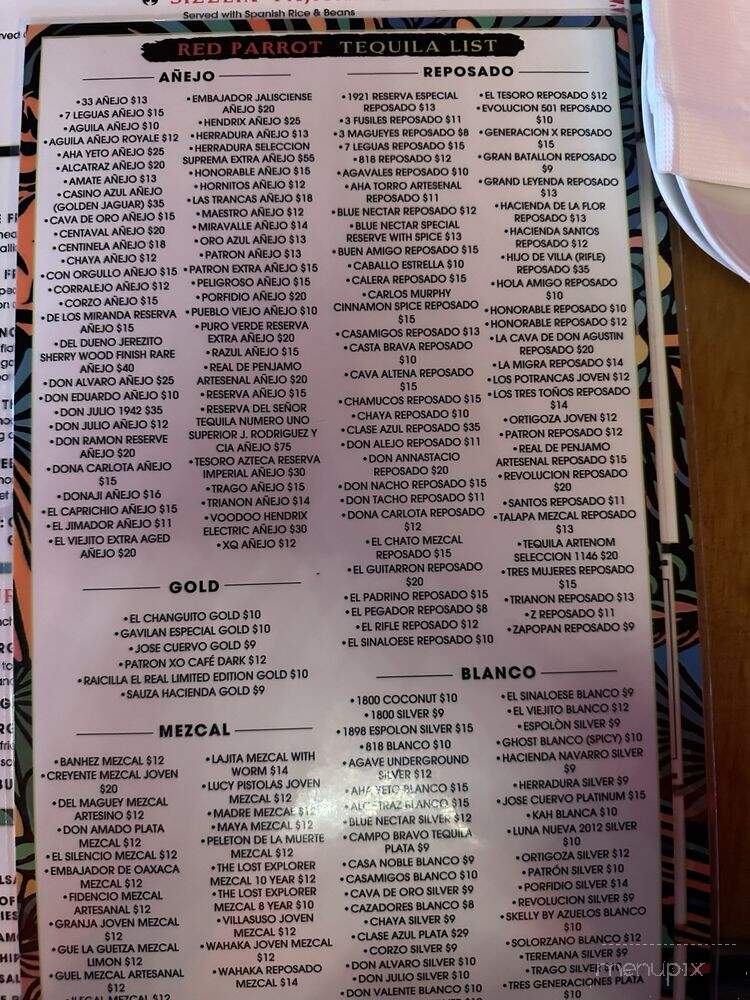 Served with Spanish Rice & Beans
RED PARROT TEQUILA LIST
AÑEJO
• 33 AÑEJO $13
• 7 LEGUAS AÑEJO $15
• AGUILA AÑEJO $10
• AGUILA AÑEJO ROYALE $12
• AHA YETO AÑEJO $25
• ALCATRAZ AÑEJO $20
• AMATE AÑEJO $13
• CASINO AZUL AÑEJO
(GOLDEN JAGUAR) $35
• CAVA DE ORO AÑEJO $15
• CENTAVAL AÑEJO $20
• CENTINELA AÑEJO $18
• CHAYA AÑEJO $12
• CON ORGULLO AÑEJO $15
• CORRALEJO AÑEJO $12
• CORZO AÑEJO $15
• DE LOS MIRANDA RESERVA
AÑEJO $15
• DEL DUENO JEREZITO
SHERRY WOOD FINISH RARE
AÑEJO $40
• DON ALVARO AÑEJO $25
• DON EDUARDO AÑEJO $10
• DON JULIO 1942 $35
• DON JULIO AÑEJO $12
• DON RAMON RESERVE
AÑEJO $20
• DONA CARLOTA AÑEJO
$15
• DONAJI AÑEJO $16
• EL CAPRICHIO AÑEJO $15
• EL JIMADOR AÑEJO $11
• EL VIEJITO EXTRA AGED
AÑEJO $20
• EMBAJADOR JALISCIENSE
AÑEJO $20
• HENDRIX AÑEJO $25
• HERRADURA AÑEJO $13
• HERRADURA SELECCION
SUPREMA EXTRA AÑEJO $55
• HONORABLE AÑEJO $15
• HORNITOS AÑEJO $12
• LAS TRANCAS AÑEJO $18
• MAESTRO AÑEJO $12
• MIRAVALLE AÑEJO $14
• ORO AZUL AÑEJO $13
• PATRON AÑEJO $13
• PATRON EXTRA AÑEJO $15
• PELIGROSO AÑEJO $15
• PORFIDIO AÑEJO $20
• PUEBLO VIEJO AÑEJO $10
• PURO VERDE RESERVA
EXTRA AÑEJO $20
• RAZUL AÑEJO $15
• REAL DE PENJAMO
ARTESENAL AÑEJO $20
• RESERVA AÑEJO $15
• RESERVA DEL SEÑOR
TEQUILA NUMERO UNO
SUPERIOR J. RODRIGUEZ Y
CIA AÑEJO $75
• TESORO AZTECA RESERVA
IMPERIAL AÑEJO $30
• TRAGO AÑEJO $15
• TRIANON AÑEJO $14
• VOODOO HENDRIX
ELECTRIC AÑEJO $30
• XQ AÑEJO $12
REPOSADO
• 1921 RESERVA ESPECIAL
REPOSADO $13
• 3 FUSILES REPOSADO $11
• 3 MAGUEYES REPOSADO $8
• 7 LEGUAS REPOSADO $15
• 818 REPOSADO $12
• AGAVALES REPOSADO $10
• AHA TORRO ARTESENAL
REPOSADO $11
• BLUE NECTAR REPOSADO $12
• BLUE NECTAR SPECIAL
RESERVE WITH SPICE $13
• BUEN AMIGO REPOSADO $15
• CABALLO ESTRELLA $10
• CALERA REPOSADO $15
• CARLOS MURPHY
CINNAMON SPICE REPOSADO
$15
• CASAMIGOS REPOSADO $13
• CASTA BRAVA REPOSADO
$10
• CAVA ALTENA REPOSADO
$15
• CHAMUCOS REPOSADO $15
• CHAYA REPOSADO $10
• CLASE AZUL REPOSADO $35
• DON ALEJO REPOSADO $11
• DON ANNASTACIO
REPOSADO $20
• DON NACHO REPOSADO $15
• DON TACHO REPOSADO $11
• DONA CARLOTA REPOSADO
$12
• EL CHATO MEZCAL
REPOSADO $15
• EL GUITARRON REPOSADO
$20
• EL PADRINO REPOSADO $15
• EL PEGADOR REPOSADO $8
• EL RIFLE REPOSADO $12
• EL SINALOESE REPOSADO $10
• EL TESORO REPOSADO $12
• EVOLUCION 501 REPOSADO
$10
• GENERACION X REPOSADO
$15
• GRAN BATALLON REPOSADO
$9
• GRAND LEYENDA REPOSADO
$13
• HACIENDA DE LA FLOR
REPOSADO $13
• HACIENDA SANTOS
REPOSADO $12
• HIJO DE VILLA (RIFLE)
REPOSADO $35
• HOLA AMIGO REPOSADO
$10
• HONORABLE REPOSADO $10
• HONORABLE REPOSADO $12
• LA CAVA DE DON AGUSTIN
REPOSADO $20
• LA MIGRA REPOSADO $14
• LOS POTRANCAS JOVEN $12
• LOS TRES TOÑOS REPOSADO
$14
• ORTIGOZA JOVEN $12
• PATRON REPOSADO $12
• REAL DE PENJAMO
ARTESENAL REPOSADO $15
• REVOLUCION REPOSADO
$20
• SANTOS REPOSADO $11
• TALAPA MEZCAL REPOSADO
$13
• TEQUILA ARTENOM
SELECCION 1146 $20
• TRES MUJERES REPOSADO
$15
• TRIANON REPOSADO $13
• Z REPOSADO $11
• ZAPOPAN REPOSADO $9
GOLD
• EL CHANGUITO GOLD $10
• GAVILAN ESPECIAL GOLD $10
• JOSE CUERVO GOLD $9
• PATRON XO CAFÉ DARK $12
• RAICILLA EL REAL LIMITED EDITION GOLD $10
• SAUZA HACIENDA GOLD $9
MEZCAL
• BANHEZ MEZCAL $12
• CREYENTE MEZCAL JOVEN
$20
• DEL MAGUEY MEZCAL
ARTESINO $12
• DON AMADO PLATA
MEZCAL $12
• EL SILENCIO MEZCAL $12
• EMBAJADOR DE OAXACA
MEZCAL $12
• FIDENCIO MEZCAL
ARTESANAL $12
• GRANJA JOVEN MEZCAL
$12
• GUE LA GUETZA MEZCAL
LIMON $12
• GUEL MEZCAL ARTESANAL
$12
• ILEGAL MEZCAL $12
• LAJITA MEZCAL WITH
WORM $14
• LUCY PISTOLAS JOVEN
MEZCAL $12
• MADRE MEZCAL $12
• MAYA MEZCAL $12
• PELETON DE LA MUERTE
MEZCAL $12
• THE LOST EXPLORER
MEZCAL 10 YEAR $12
• THE LOST EXPLORER
MEZCAL 8 YEAR $10
• VILLASUSO JOVEN
MEZCAL $12
• WAHAKA JOVEN MEZCAL
$12
• WAHAKA REPOSADO
MEZCAL $14
BLANCO
• 1800 COCONUT $10
• 1800 SILVER $9
• 1898 ESPOLON SILVER $15
• 818 BLANCO $10
• AGAVE UNDERGROUND
SILVER $12
• AHA YETO BLANCO $15
• ALCATRAZ BLANCO $15
• BLUE NECTAR SILVER $12
• CAMPO BRAVO TEQUILA
PLATA $9
• CASA NOBLE BLANCO $9
• CASAMIGOS BLANCO $10
• CAVA DE ORO SILVER $9
• CAZADORES BLANCO $8
• CHAYA SILVER $9
• CLASE AZUL PLATA $29
• CORZO SILVER $9
• DON ALVARO SILVER $10
• DON JULIO SILVER $10
• DON VALENTE BLANCO $10
• EL SINALOESE BLANCO $9
• EL VIEJITO BLANCO $12
• ESPOLÒN SILVER $9
• GHOST BLANCO (SPICY) $10
• HACIENDA NAVARRO SILVER
$9
• HERRADURA SILVER $9
• JOSE CUERVO PLATINUM $15
• KAH BLANCO $10
• LUNA NUEVA 2012 SILVER
$10
• ORTIGOZA SILVER $12
• PATRÓN SILVER $10
• PORFIDIO SILVER $14
• REVOLUCION SILVER $9
• SKELLY BY AZUELOS BLANCO
$10
• SOLORZANO BLANCO $12
• TEREMANA SILVER $9
• TRAGO SILVER
• TRES GENERACIONES PLATA
$10
menupix